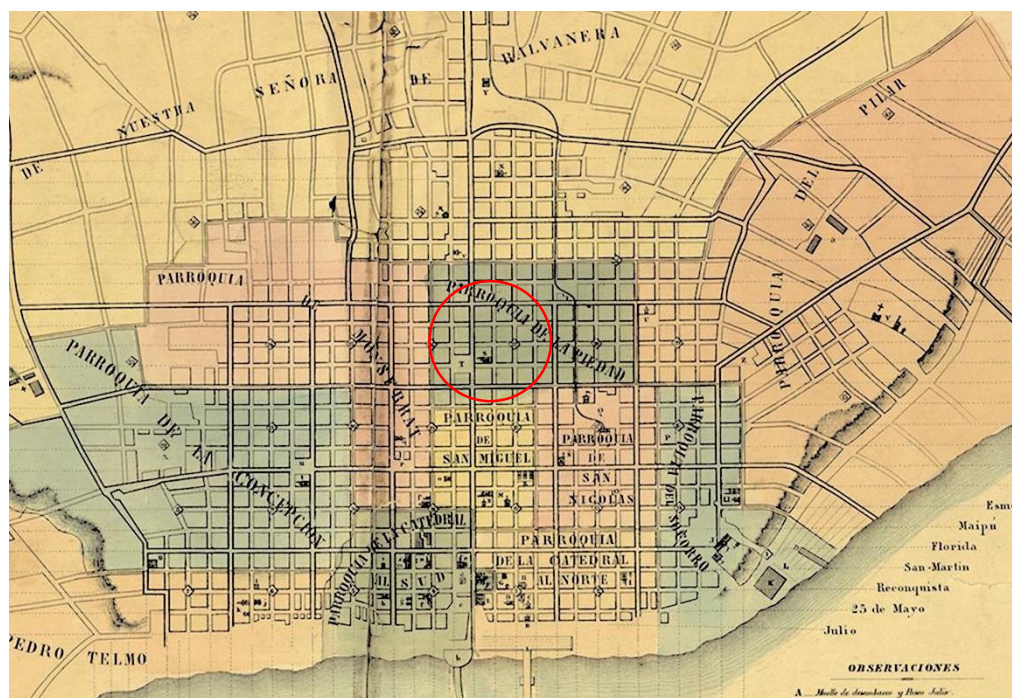 DE NUESTRA SEÑORA DE BALVANERA
PARROQUIA DEL PILAR
PARROQUIA DE MONSERRAT
PARROQUIA DE LA PIEDAD
PARROQUIA DE LA CONCEPCION
PARROQUIA
DE
SAN MIGUEL
PARROQUIA
DE
SAN
NICOLAS
PARROQUIA DEL SOCORRO
PARROQUIA DE LA CATEDRAL
AL SUD
PARROQUIA
DE LA CATEDRAL
AL NORTE
PEDRO TELMO
Maipú
Florida
San-Martin
Reconquista
25 de Mayo
Julio
OBSERVACIONES
A Muelle de desembarco y Paseo Julio